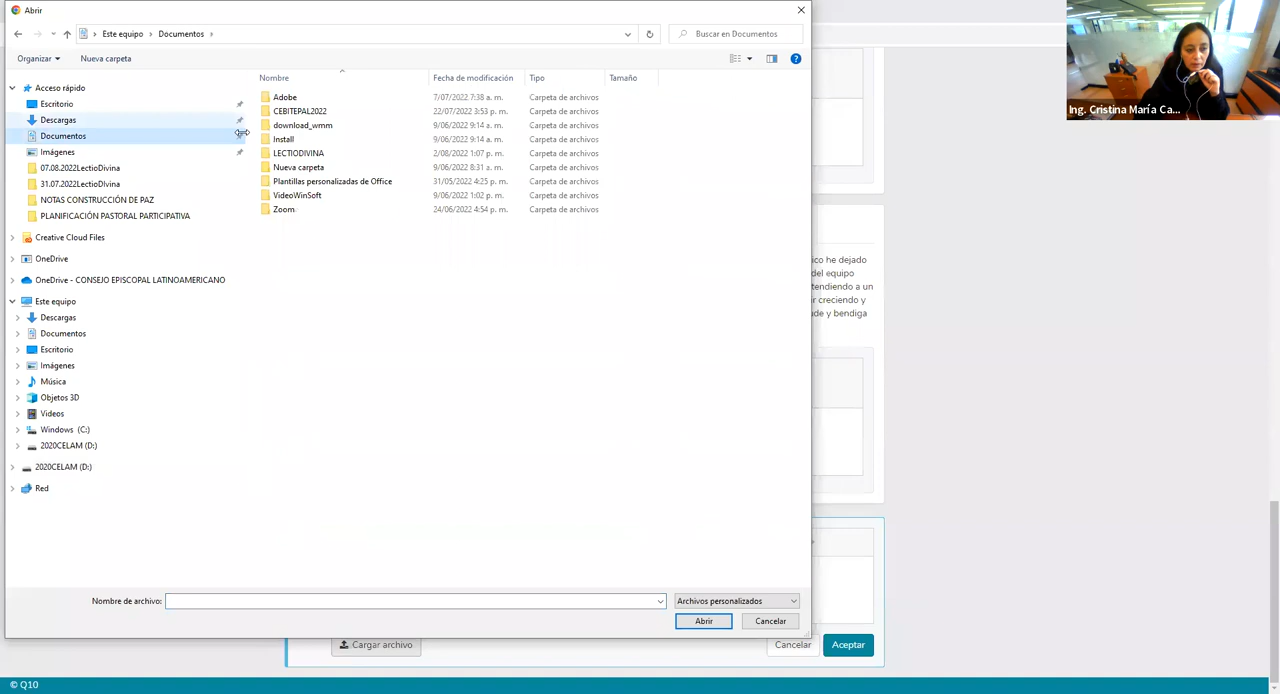 Abrir
Este equipo > Documentos >
Buscar en Documentos
Organizar
Nueva carpeta
Nombre
Fecha de modificación
Tipo
Tamaño
Acceso rápido
Escritorio
Descargas
Documentos
Imágenes
07.08.2022LectioDivina
31.07.2022LectioDivina
NOTAS CONSTRUCCIÓN DE PAZ
PLANIFICACIÓN PASTORAL PARTICIPATIVA
Creative Cloud Files
OneDrive
OneDrive - CONSEJO EPISCOPAL LATINOAMERICANO
Este equipo
Descargas
Documentos
Escritorio
Imágenes
Música
Objetos 3D
Videos
Windows (C:)
2020CELAM (D:)
2020CELAM (D:)
Red
Adobe 7/07/2022 7:38 a. m. Carpeta de archivos
CEBITEPAL2022 22/07/2022 3:53 p. m. Carpeta de archivos
download_wmm 9/06/2022 9:14 a. m. Carpeta de archivos
Install 9/06/2022 9:14 a. m. Carpeta de archivos
LECTIODIVINA 2/08/2022 1:07 p. m. Carpeta de archivos
Nueva carpeta 9/06/2022 8:31 a. m. Carpeta de archivos
Plantillas personalizadas de Office 31/05/2022 4:25 p. m. Carpeta de archivos
VideoWinSoft 9/06/2022 1:02 p. m. Carpeta de archivos
Zoom 24/06/2022 4:54 p. m. Carpeta de archivos
Nombre de archivo:
Archivos personalizados
Abrir
Cancelar
ico he dejado
del equipo
tendiendo a un
ir creciendo y
ude y bendiga
Cargar archivo
Cancelar
Aceptar
© Q10
Ing. Cristina María Ca...